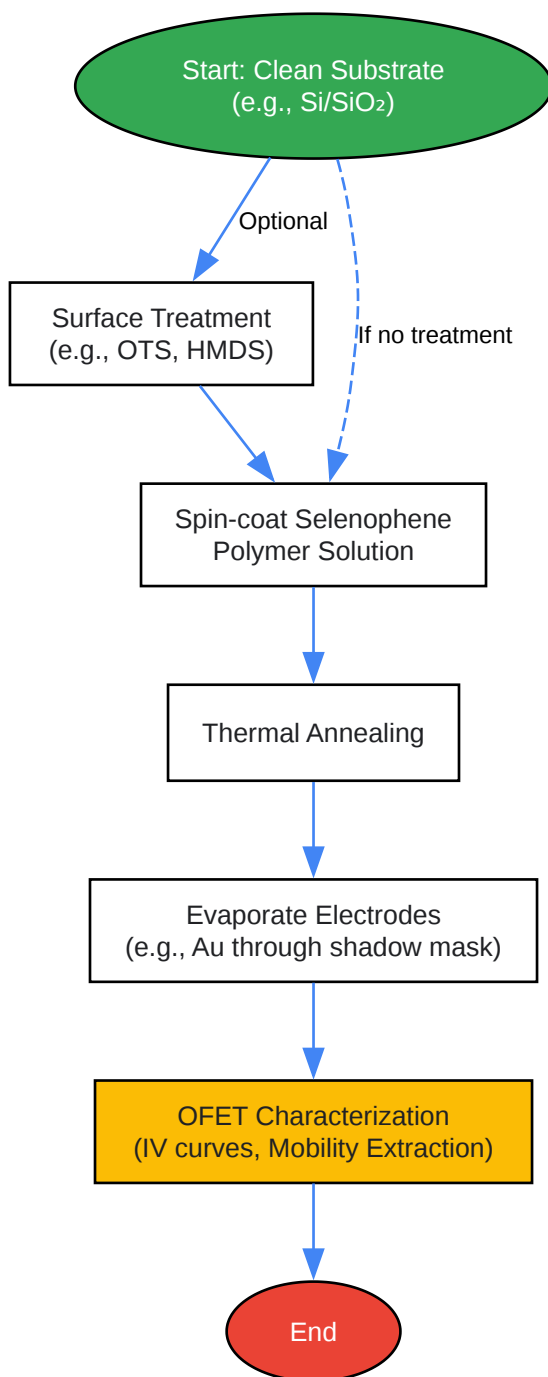 Start: Clean Substrate
(e.g., Si/SiO₂)
Optional
Surface Treatment
(e.g., OTS, HMDS)
If no treatment
Spin-coat Selenophene
Polymer Solution
Thermal Annealing
Evaporate Electrodes
(e.g., Au through shadow mask)
OFET Characterization
(IV curves, Mobility Extraction)
End